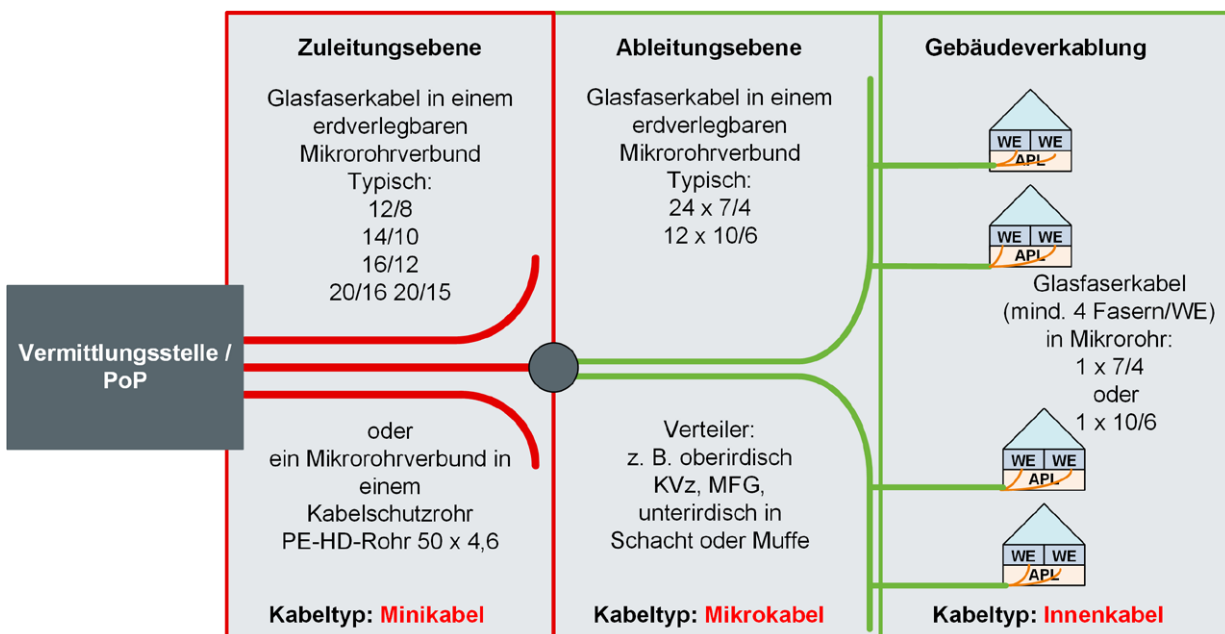 Vermittlungsstelle /
PoP
Zuleitungsebene
Glasfaserkabel in einem
erdverlegbaren
Mikrorohrverbund
Typisch:
12/8
14/10
16/12
20/16 20/15
oder
ein Mikrorohrverbund in
einem
Kabelschutzrohr
PE-HD-Rohr 50 x 4,6
Kabeltyp: Minikabel
Ableitungsebene
Glasfaserkabel in einem
erdverlegbaren
Mikrorohrverbund
Typisch:
24 x 7/4
12 x 10/6
Verteiler:
z. B. oberirdisch
KVz, MFG,
unterirdisch in
Schacht oder Muffe
Kabeltyp: Mikrokabel
Gebäudeverkablung
WE WE
APL
WE WE
APL
Glasfaserkabel
(mind. 4 Fasern/WE)
in Mikrorohr:
1 x 7/4
oder
1 x 10/6
WE WE
APL
WE WE
APL
Kabeltyp: Innenkabel